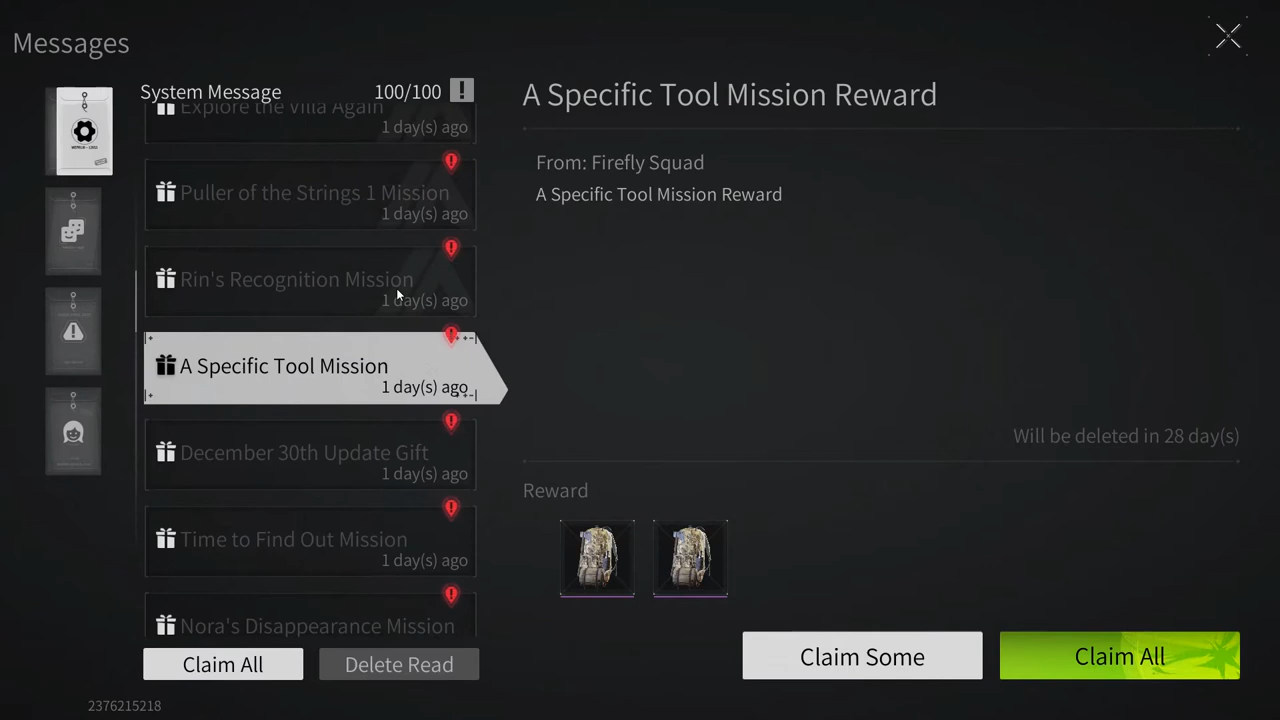 Messages
System Message 100/100
Explore the Villa Again
1 day(s) ago
Puller of the Strings 1 Mission
1 day(s) ago
Rin's Recognition Mission
1 day(s) ago
A Specific Tool Mission
1 day(s) ago
December 30th Update Gift
1 day(s) ago
Time to Find Out Mission
1 day(s) ago
Nora's Disappearance Mission
Claim All
Delete Read
A Specific Tool Mission Reward
From: Firefly Squad
A Specific Tool Mission Reward
Will be deleted in 28 day(s)
Reward
Claim Some
Claim All
2376215218